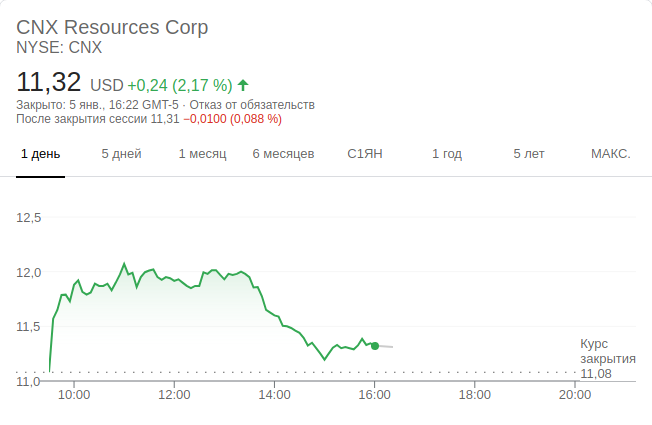 CNX Resources Corp
NYSE: CNX
11,32 USD +0,24 (2,17 %)
Закрыто: 5 янв., 16:22 GMT-5 · Отказ от обязательств
После закрытия сессии 11,31 −0,0100 (0,088 %)
1 день 5 дней 1 месяц 6 месяцев С1ЯН 1 год 5 лет МАКС.
12,5
12,0
11,5
11,0
Курс
закрытия
11,08
10:00 12:00 14:00 16:00 18:00 20:00